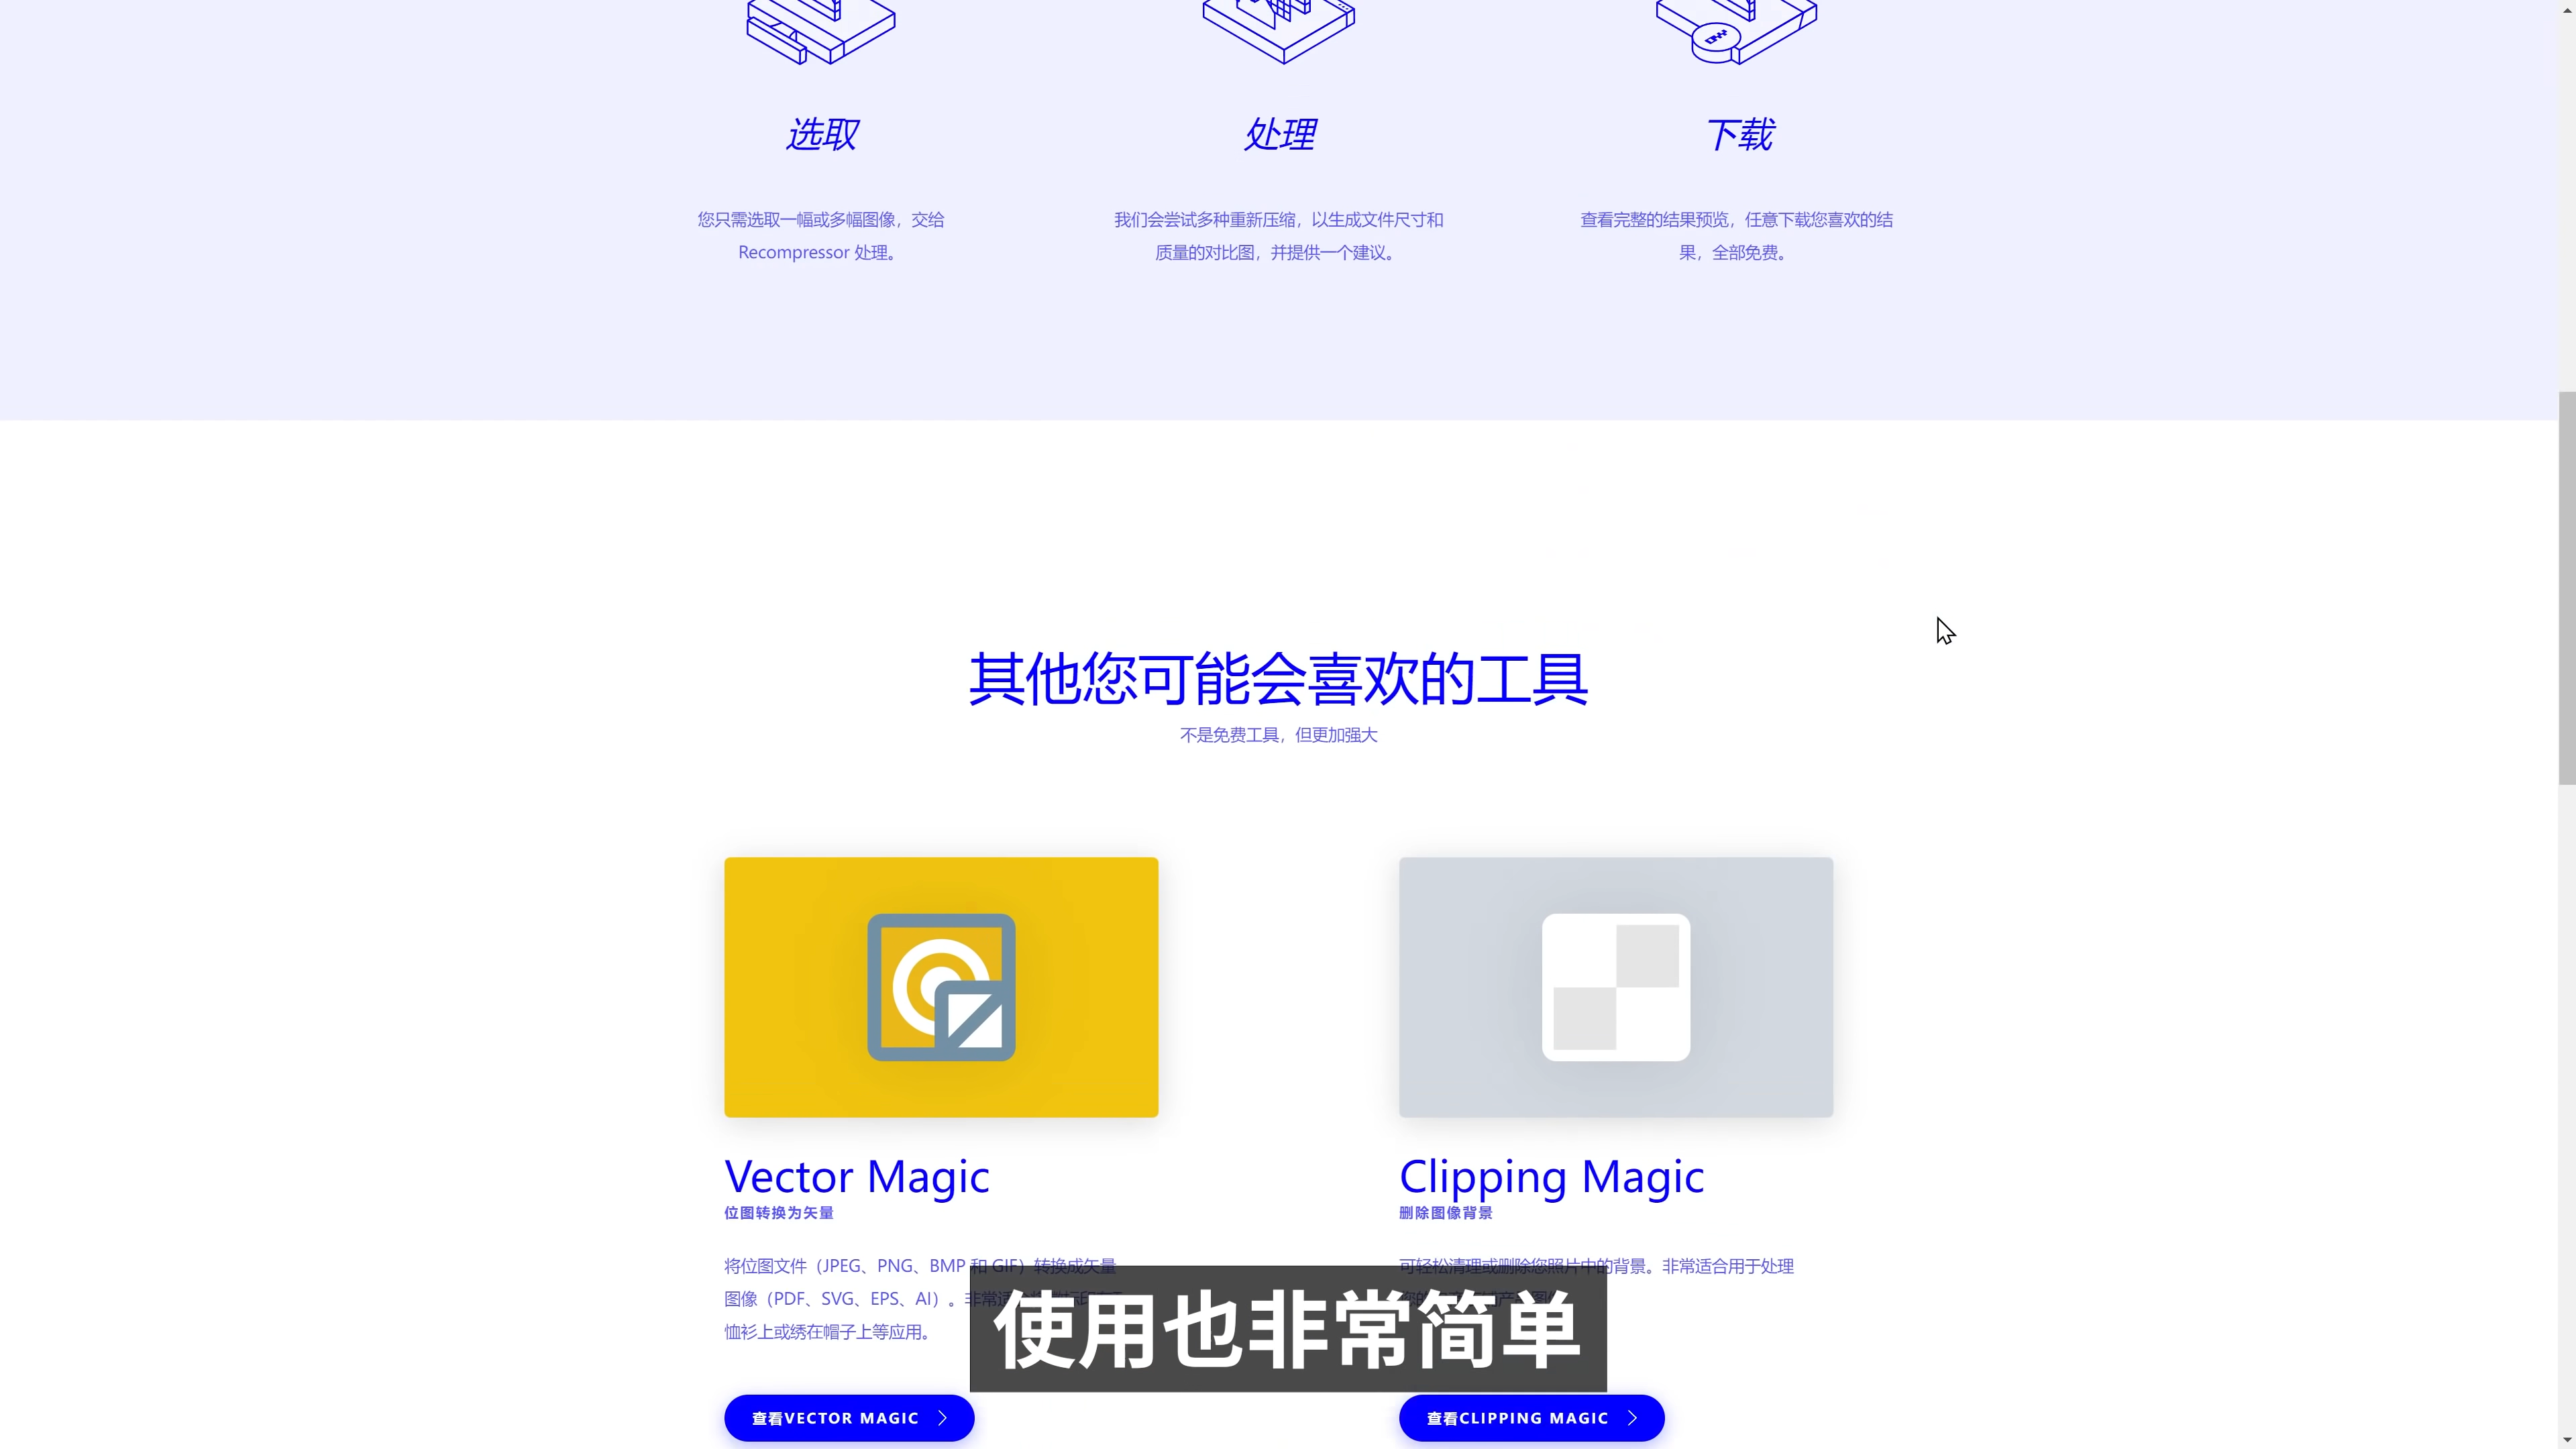 选取
处理
下载
您只需选取一幅或多幅图像，交给
Recompressor 处理。
我们会尝试多种重新压缩，以生成文件尺寸和
质量的对比图，并提供一个建议。
查看完整的结果预览，任意下载您喜欢的结
果，全部免费。
其他您可能会喜欢的工具
不是免费工具，但更加强大
Vector Magic
位图转换为矢量
将位图文件（JPEG、PNG、BMP 和 GIF）转换成矢量
图像（PDF、SVG、EPS、AI）。非常适
恤衫上或绣在帽子上等应用。
查看VECTOR MAGIC
Clipping Magic
删除图像背景
可轻松清理或删除您照片中的背景。非常适合用于处理
查看CLIPPING MAGIC
使用也非常简单